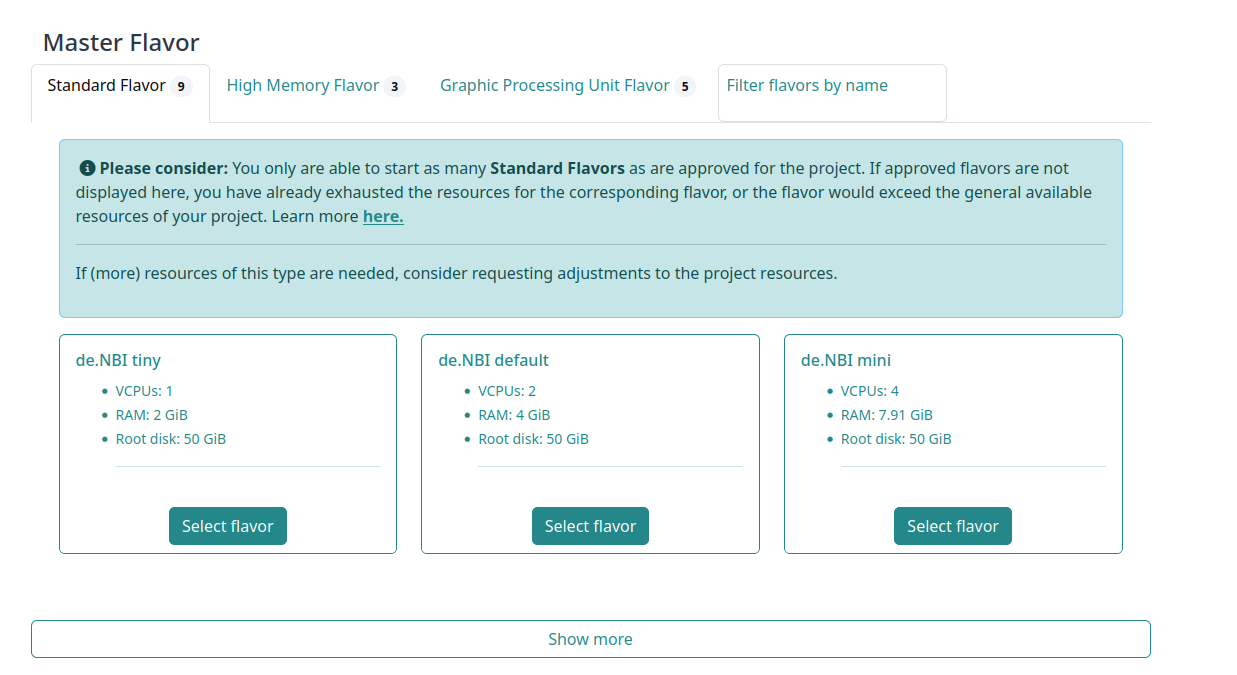 Master Flavor
Standard Flavor 9
High Memory Flavor 3
Graphic Processing Unit Flavor 5
Filter flavors by name
Please consider: You only are able to start as many Standard Flavors as are approved for the project. If approved flavors are not
displayed here, you have already exhausted the resources for the corresponding flavor, or the flavor would exceed the general available
resources of your project. Learn more here.
If (more) resources of this type are needed, consider requesting adjustments to the project resources.
de.NBI tiny
VCPUs: 1
RAM: 2 GiB
Root disk: 50 GiB
Select flavor
de.NBI default
VCPUs: 2
RAM: 4 GiB
Root disk: 50 GiB
Select flavor
de.NBI mini
VCPUs: 4
RAM: 7.91 GiB
Root disk: 50 GiB
Select flavor
Show more